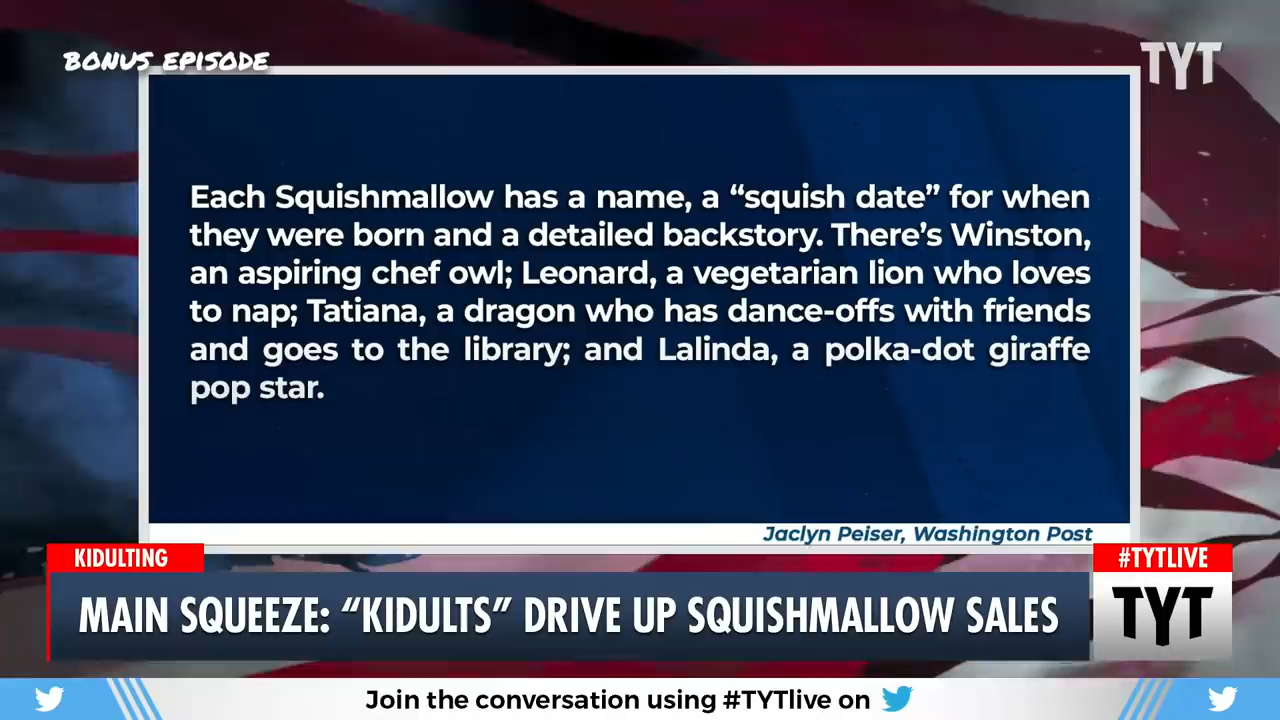 BONUS EPISODE
TYT
Each Squishmallow has a name, a “squish date” for when
they were born and a detailed backstory. There’s Winston,
an aspiring chef owl; Leonard, a vegetarian lion who loves
to nap; Tatiana, a dragon who has dance-offs with friends
and goes to the library; and Lalinda, a polka-dot giraffe
pop star.
Jaclyn Peiser, Washington Post
KIDULTING
#TYTLIVE
MAIN SQUEEZE: “KIDULTS” DRIVE UP SQUISHMALLOW SALES
TYT
Join the conversation using #TYTlive on